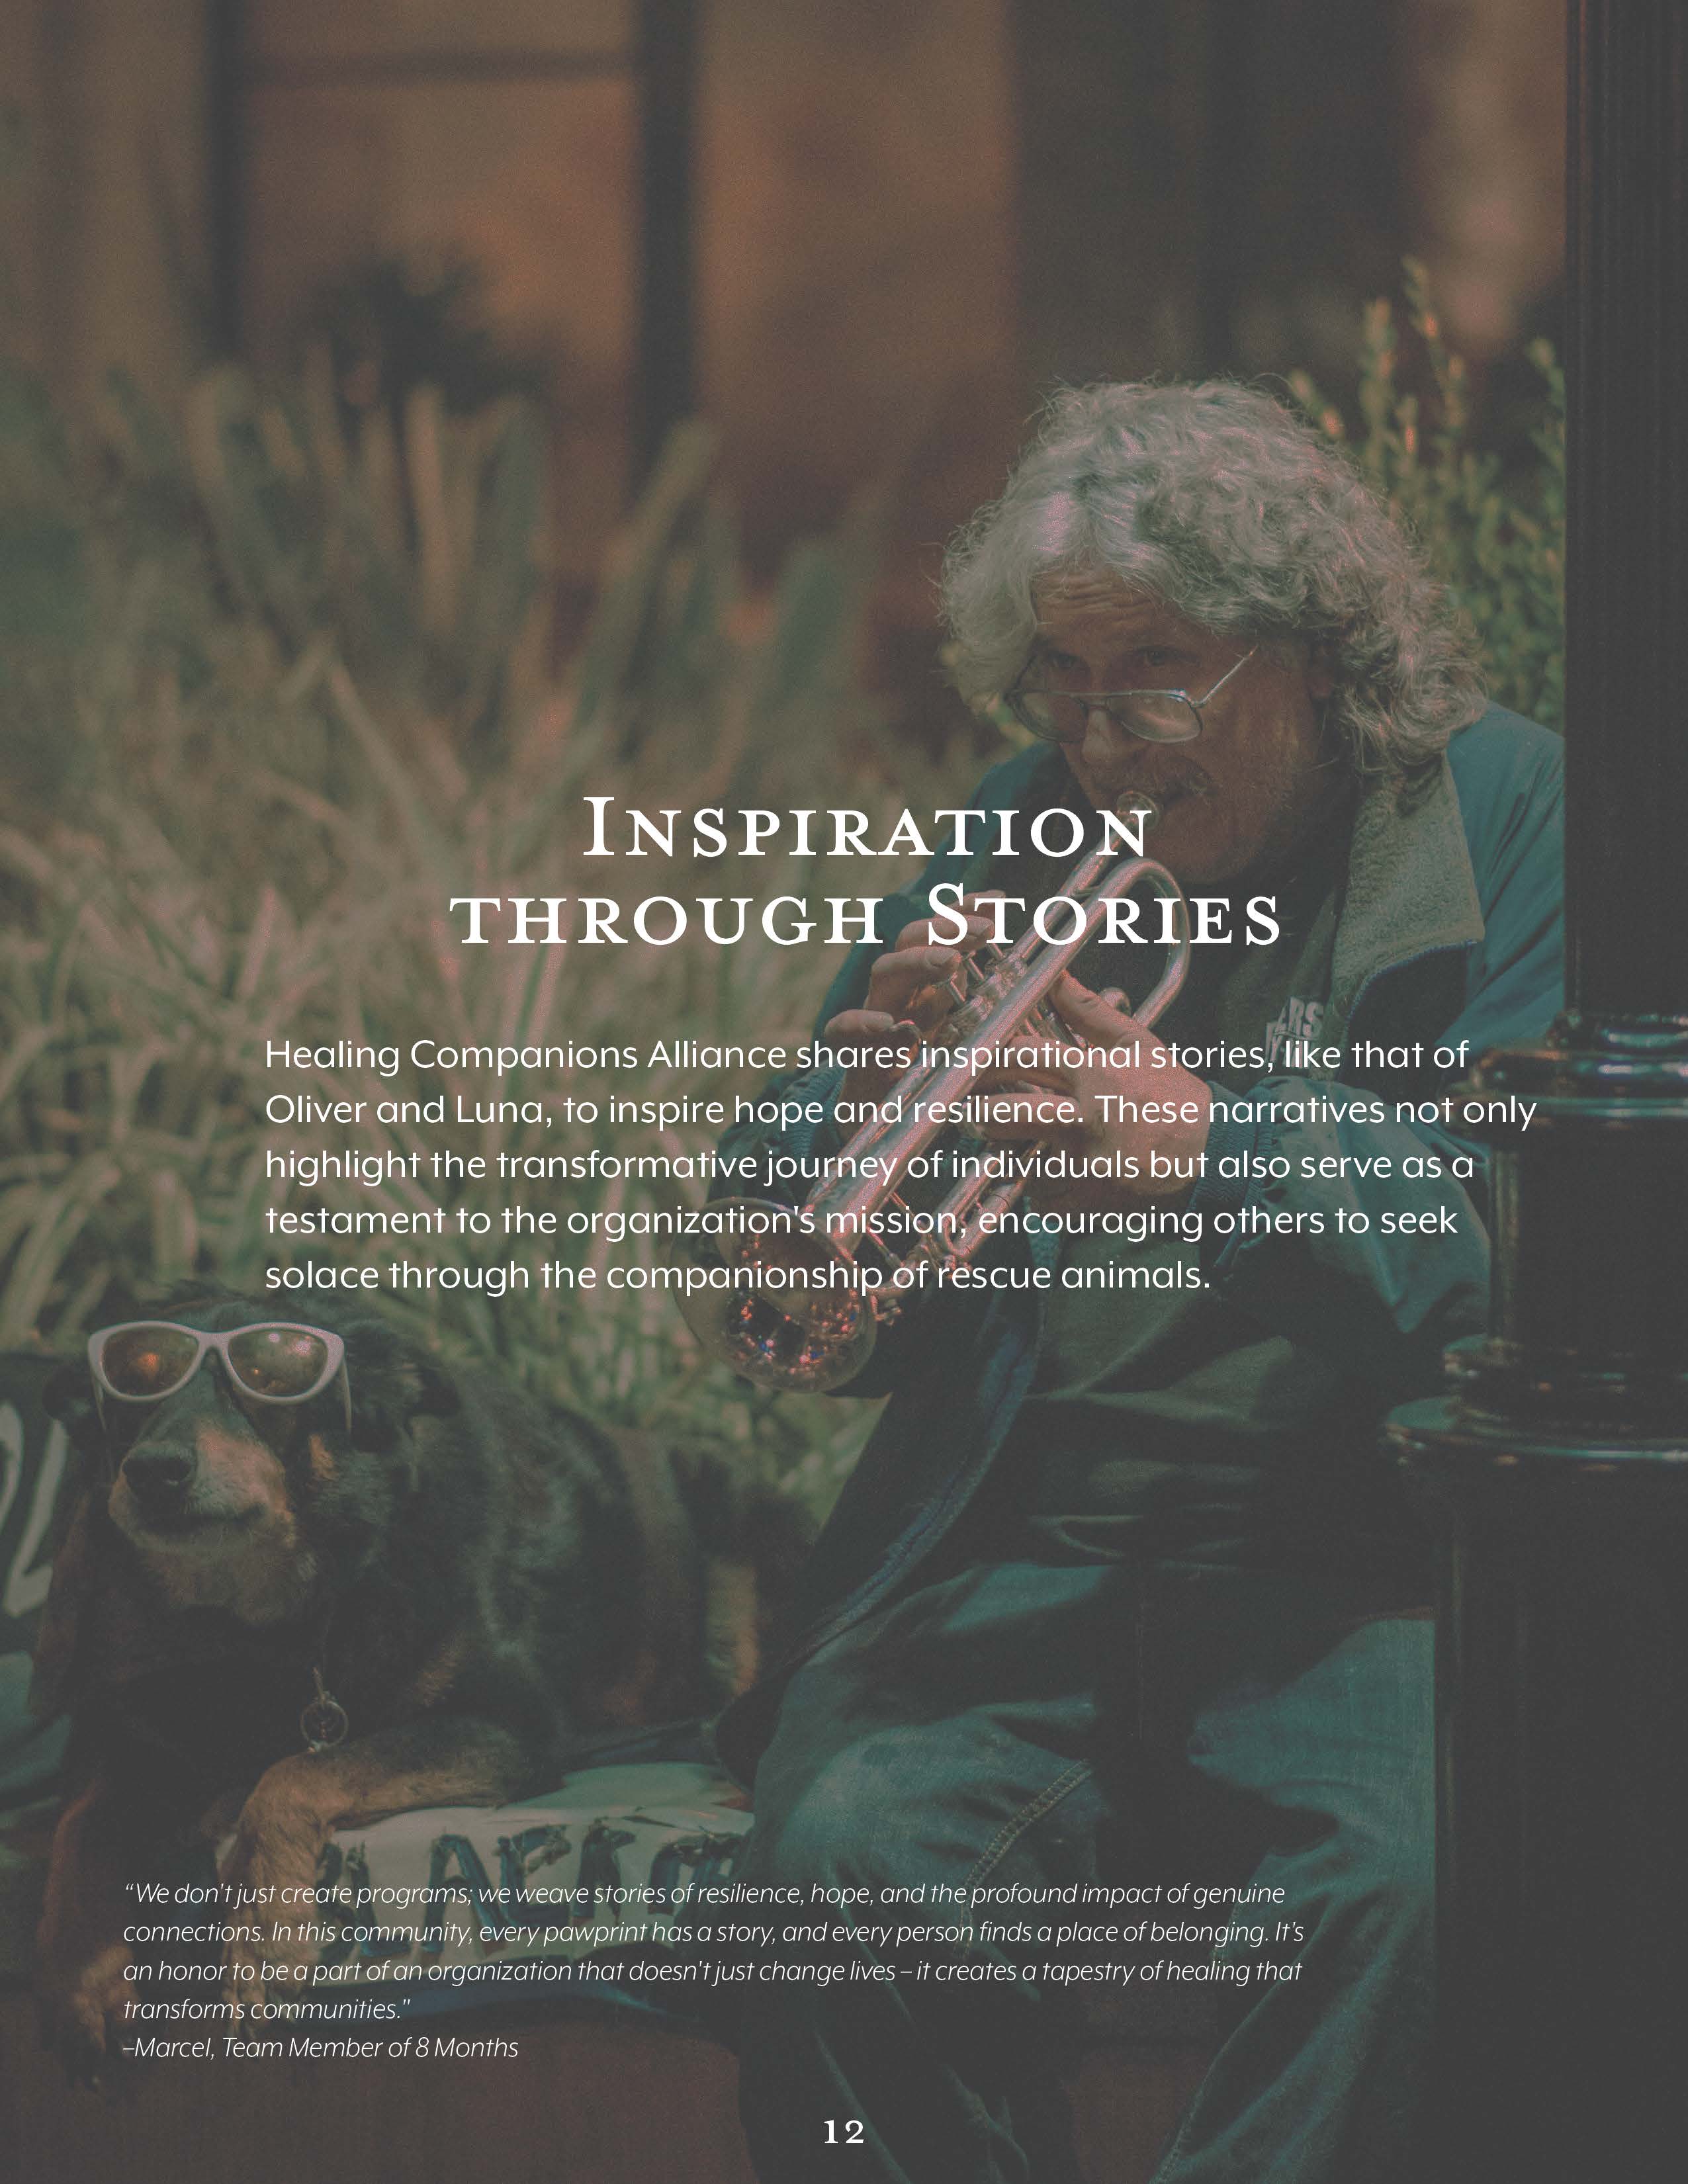 Inspiration
through Stories
Healing Companions Alliance shares inspirational stories, like that of
Oliver and Luna, to inspire hope and resilience. These narratives not only
highlight the transformative journey of individuals but also serve as a
testament to the organization's mission, encouraging others to seek
solace through the companionship of rescue animals.
“We don't just create programs; we weave stories of resilience, hope, and the profound impact of genuine
connections. In this community, every pawprint has a story, and every person finds a place of belonging. It's
an honor to be a part of an organization that doesn't just change lives – it creates a tapestry of healing that
transforms communities."
–Marcel, Team Member of 8 Months
12